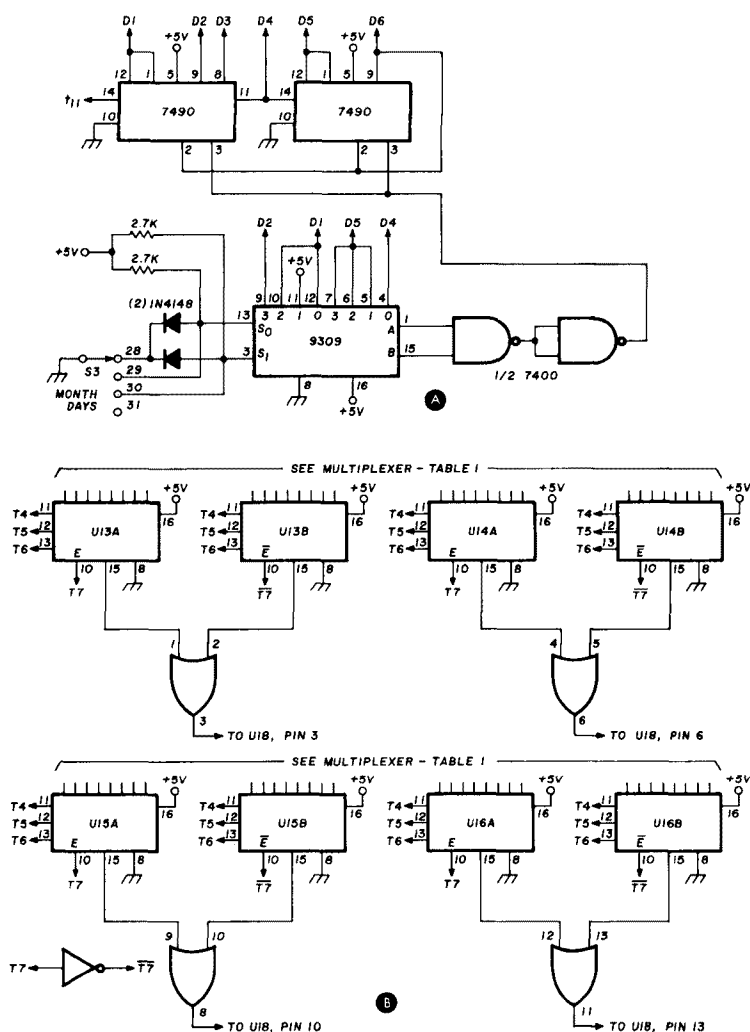 D1 +5V D2 D3 D4 D5 +5V D6
12 1 5 9 8 12 1 5 9
t11 14 7490 11 14 7490
10 10
2 3 2 3
2.7K
+5V
2.7K
D2 D1 D5 D4
+5V
(2) 1N4148
9 10 11 12 7 6 5 4
3 2 1 0 3 2 1 0
13 S0 A 1
9309
3 S1 B 15
28
S3 29
30
MONTH DAYS 31
8 16
+5V
1/2 7400
A
SEE MULTIPLEXER - TABLE 1
+5V +5V +5V +5V
T4 11 U13A 16 T4 11 U13B 16 T4 11 U14A 16 T4 11 U14B 16
T5 12 T5 12 T5 12 T5 12
T6 13 E T6 13 E̅ T6 13 E T6 13 E̅
10 15 8 10 15 8 10 15 8 10 15 8
T7 T̅7̅ T7 T̅7̅
1 2 4 5
3 TO U18, PIN 3 6 TO U18, PIN 6
SEE MULTIPLEXER - TABLE 1
+5V +5V +5V +5V
T4 11 U15A 16 T4 11 U15B 16 T4 11 U16A 16 T4 11 U16B 16
T5 12 T5 12 T5 12 T5 12
T6 13 E T6 13 E̅ T6 13 E T6 13 E̅
10 15 8 10 15 8 10 15 8 10 15 8
T7 T̅7̅ T̅7̅ T̅7̅
9 10 12 13
T7 T̅7̅
8 TO U18, PIN 10 11 TO U18, PIN 13
B